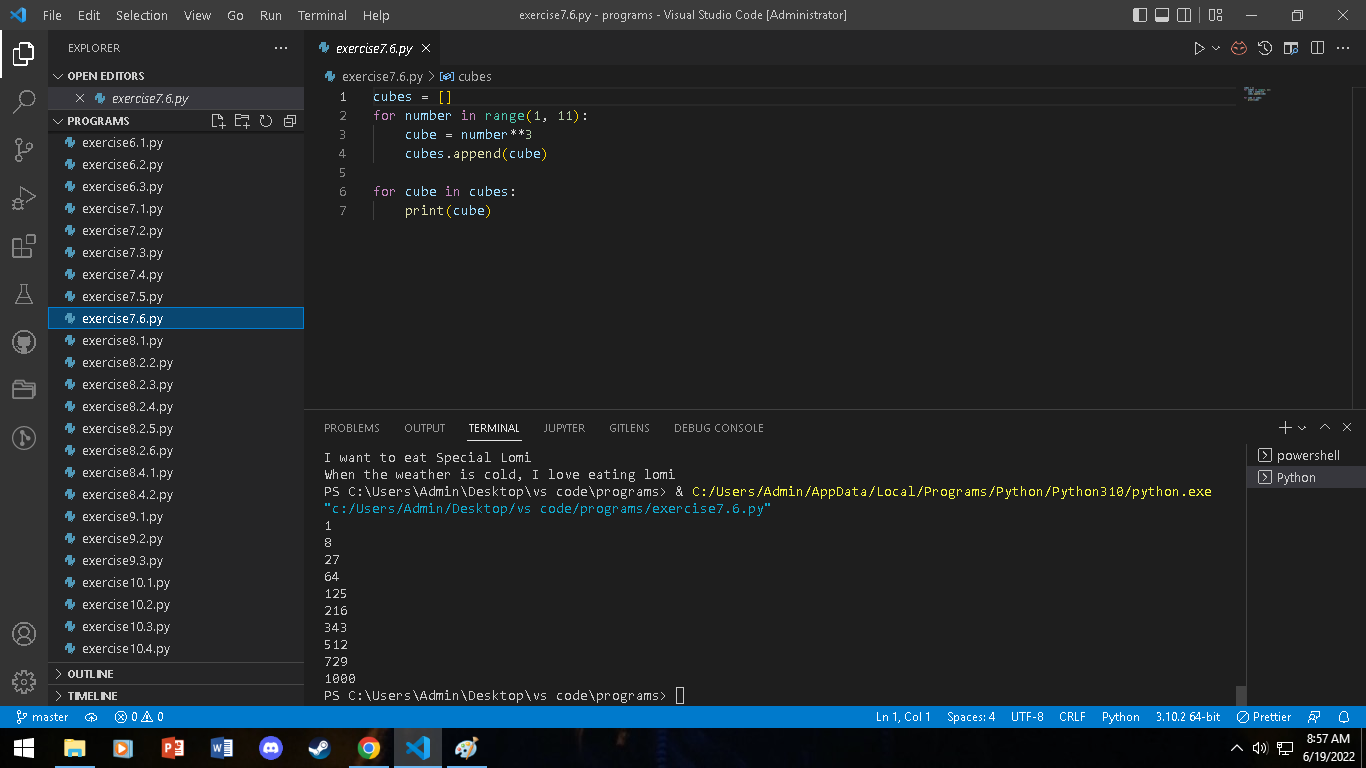 File Edit Selection View Go Run Terminal Help exercise7.6.py - programs - Visual Studio Code [Administrator]
EXPLORER
OPEN EDITORS
exercise7.6.py
PROGRAMS
exercise6.1.py
exercise6.2.py
exercise6.3.py
exercise7.1.py
exercise7.2.py
exercise7.3.py
exercise7.4.py
exercise7.5.py
exercise7.6.py
exercise8.1.py
exercise8.2.2.py
exercise8.2.3.py
exercise8.2.4.py
exercise8.2.5.py
exercise8.2.6.py
exercise8.4.1.py
exercise8.4.2.py
exercise9.1.py
exercise9.2.py
exercise9.3.py
exercise10.1.py
exercise10.2.py
exercise10.3.py
exercise10.4.py
OUTLINE
TIMELINE
exercise7.6.py
exercise7.6.py > cubes
1 cubes = []
2 for number in range(1, 11):
3     cube = number**3
4     cubes.append(cube)
5
6 for cube in cubes:
7     print(cube)
PROBLEMS OUTPUT TERMINAL JUPYTER GITLENS DEBUG CONSOLE
I want to eat Special Lomi
When the weather is cold, I love eating lomi
PS C:\Users\Admin\Desktop\vs code\programs> & C:/Users/Admin/AppData/Local/Programs/Python/Python310/python.exe
"c:/Users/Admin/Desktop/vs code/programs/exercise7.6.py"
1
8
27
64
125
216
343
512
729
1000
PS C:\Users\Admin\Desktop\vs code\programs>
powershell
Python
master 0 0 Ln 1, Col 1 Spaces: 4 UTF-8 CRLF Python 3.10.2 64-bit Prettier
8:57 AM
6/19/2022